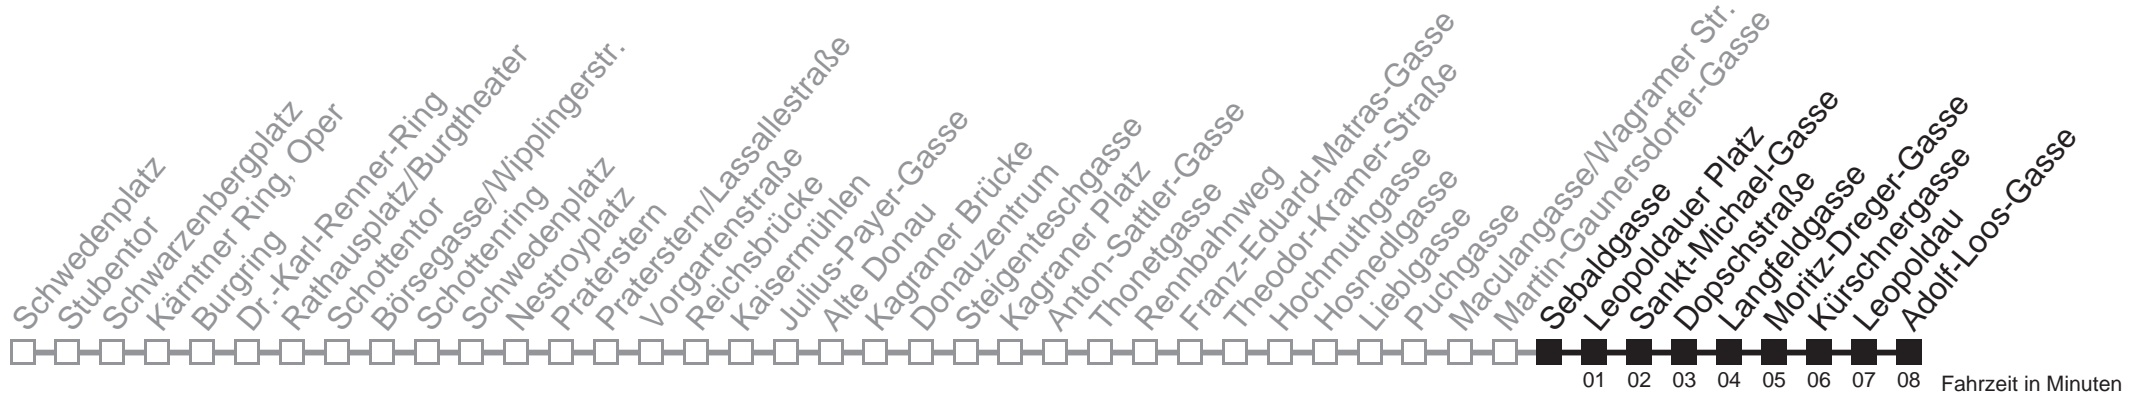 Schwedenplatz
Stubentor
Schwarzenbergplatz
Kärntner Ring, Oper
Burgring
Dr.-Karl-Renner-Ring
Rathausplatz/Burgtheater
Schottentor
Börsegasse/Wipplingerstr.
Schottenring
Schwedenplatz
Nestroyplatz
Praterstern
Praterstern/Lassallestraße
Vorgartenstraße
Reichsbrücke
Kaisermühlen
Julius-Payer-Gasse
Alte Donau
Kagraner Brücke
Donauzentrum
Steigenteschgasse
Kagraner Platz
Anton-Sattler-Gasse
Thonetgasse
Rennbahnweg
Franz-Eduard-Matras-Gasse
Theodor-Kramer-Straße
Hochmuthgasse
Hosnedlgasse
Lieblgasse
Puchgasse
Maculangasse/Wagramer Str.
Martin-Gaunersdorfer-Gasse
Sebaldgasse
Leopoldauer Platz
Sankt-Michael-Gasse
Dopschstraße
Langfeldgasse
Moritz-Dreger-Gasse
Kürschnergasse
Leopoldau
Adolf-Loos-Gasse
01 02 03 04 05 06 07 08 Fahrzeit in Minuten